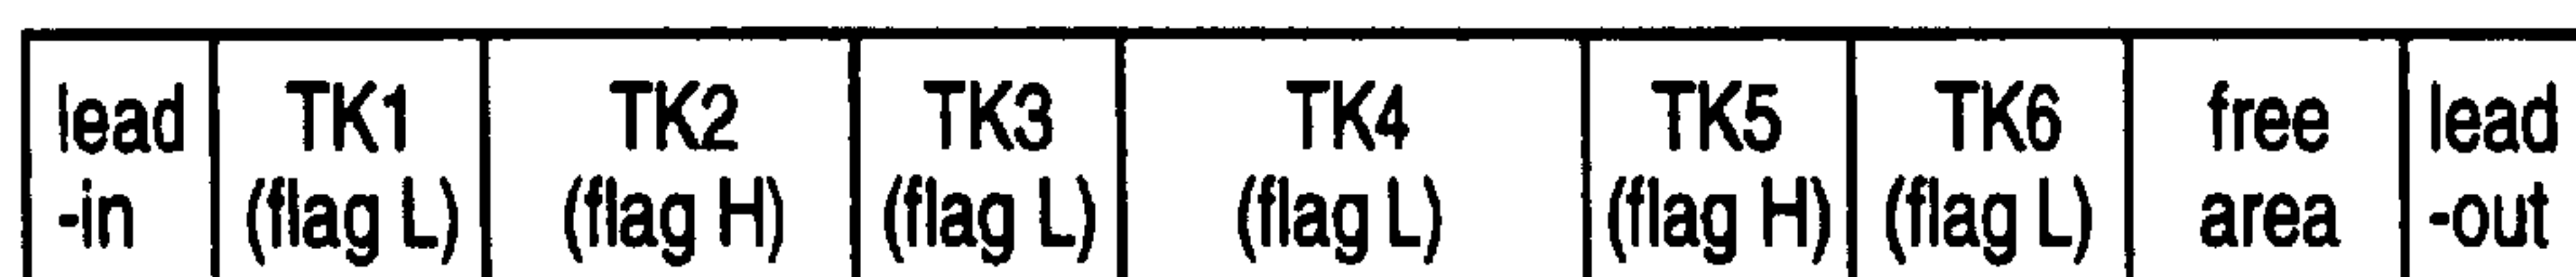 lead TK1 TK2 TK3 TK4 TK5 TK6 free lead
-in (flag L) (flag H) (flag L) (flag L) (flag H) (flag L) area -out